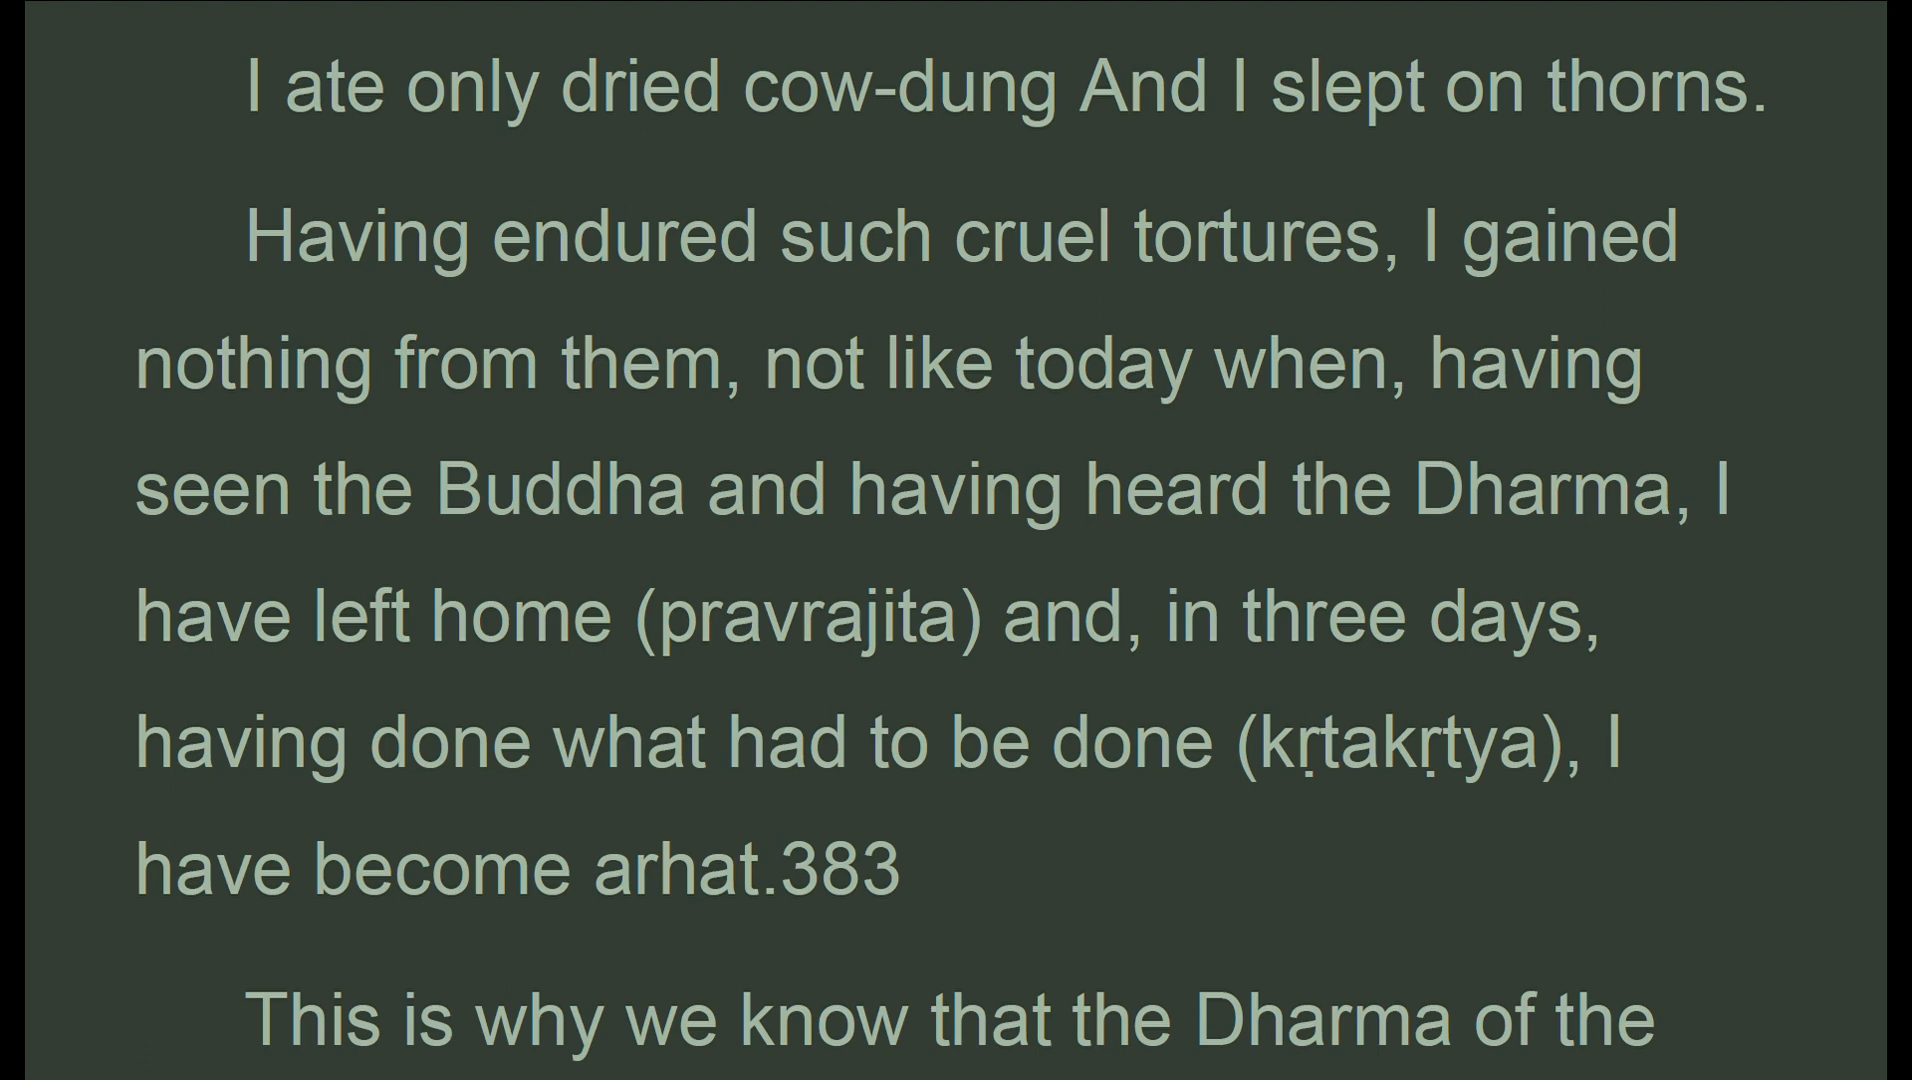 I ate only dried cow-dung And I slept on thorns.
Having endured such cruel tortures, I gained
nothing from them, not like today when, having
seen the Buddha and having heard the Dharma, I
have left home (pravrajita) and, in three days,
having done what had to be done (kṛtakṛtya), I
have become arhat.383
This is why we know that the Dharma of the